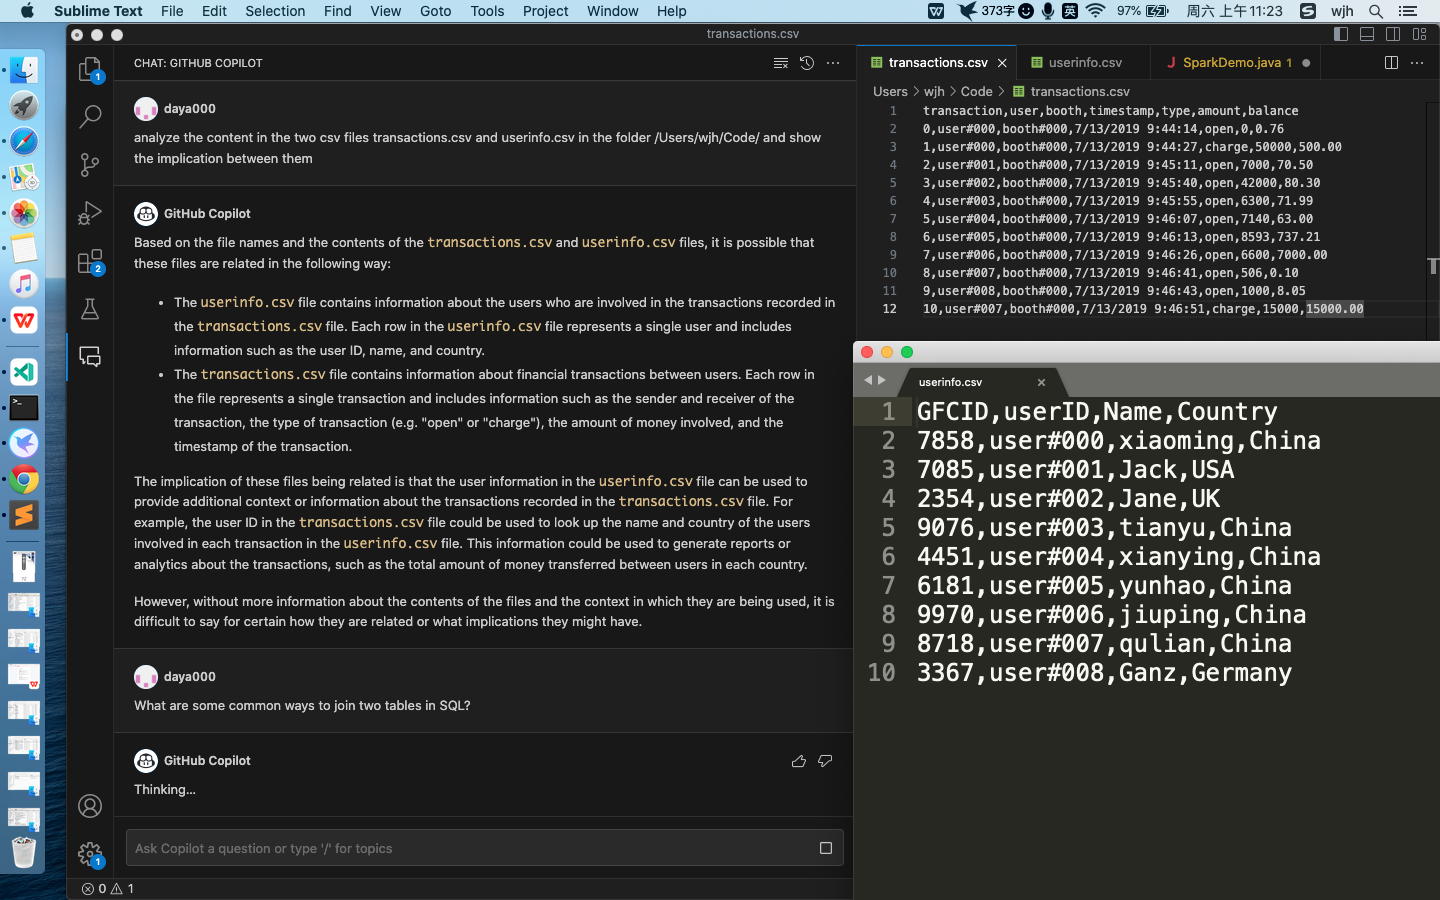 Sublime Text File Edit Selection Find View Goto Tools Project Window Help
373字 英 97% 周六 上午11:23 wjh
transactions.csv
CHAT: GITHUB COPILOT
daya000
analyze the content in the two csv files transactions.csv and userinfo.csv in the folder /Users/wjh/Code/ and show
the implication between them
GitHub Copilot
Based on the file names and the contents of the transactions.csv and userinfo.csv files, it is possible that
these files are related in the following way:
• The userinfo.csv file contains information about the users who are involved in the transactions recorded in
the transactions.csv file. Each row in the userinfo.csv file represents a single user and includes
information such as the user ID, name, and country.
• The transactions.csv file contains information about financial transactions between users. Each row in
the file represents a single transaction and includes information such as the sender and receiver of the
transaction, the type of transaction (e.g. "open" or "charge"), the amount of money involved, and the
timestamp of the transaction.
The implication of these files being related is that the user information in the userinfo.csv file can be used to
provide additional context or information about the transactions recorded in the transactions.csv file. For
example, the user ID in the transactions.csv file could be used to look up the name and country of the users
involved in each transaction in the userinfo.csv file. This information could be used to generate reports or
analytics about the transactions, such as the total amount of money transferred between users in each country.
However, without more information about the contents of the files and the context in which they are being used, it is
difficult to say for certain how they are related or what implications they might have.
daya000
What are some common ways to join two tables in SQL?
GitHub Copilot
Thinking...
Ask Copilot a question or type '/' for topics
0 1
1
2
1
transactions.csv userinfo.csv J SparkDemo.java 1
Users > wjh > Code > transactions.csv
1 transaction,user,booth,timestamp,type,amount,balance
2 0,user#000,booth#000,7/13/2019 9:44:14,open,0,0.76
3 1,user#000,booth#000,7/13/2019 9:44:27,charge,50000,500.00
4 2,user#001,booth#000,7/13/2019 9:45:11,open,7000,70.50
5 3,user#002,booth#000,7/13/2019 9:45:40,open,42000,80.30
6 4,user#003,booth#000,7/13/2019 9:45:55,open,6300,71.99
7 5,user#004,booth#000,7/13/2019 9:46:07,open,7140,63.00
8 6,user#005,booth#000,7/13/2019 9:46:13,open,8593,737.21
9 7,user#006,booth#000,7/13/2019 9:46:26,open,6600,7000.00
10 8,user#007,booth#000,7/13/2019 9:46:41,open,506,0.10
11 9,user#008,booth#000,7/13/2019 9:46:43,open,1000,8.05
12 10,user#007,booth#000,7/13/2019 9:46:51,charge,15000,15000.00
userinfo.csv
1 GFCID,userID,Name,Country
2 7858,user#000,xiaoming,China
3 7085,user#001,Jack,USA
4 2354,user#002,Jane,UK
5 9076,user#003,tianyu,China
6 4451,user#004,xianying,China
7 6181,user#005,yunhao,China
8 9970,user#006,jiuping,China
9 8718,user#007,qulian,China
10 3367,user#008,Ganz,Germany